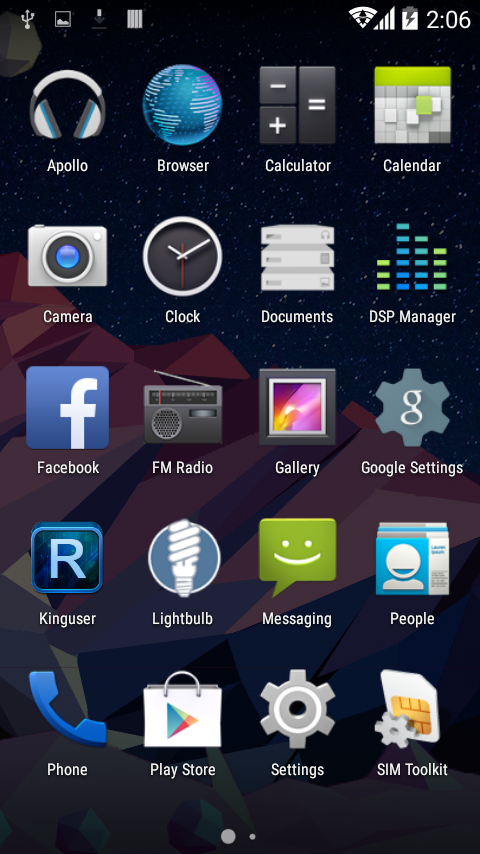 2:06
Apollo Browser Calculator Calendar
Camera Clock Documents DSP Manager
f
g
Facebook FM Radio Gallery Google Settings
R
Kinguser Lightbulb Messaging People
Phone Play Store Settings SIM Toolkit